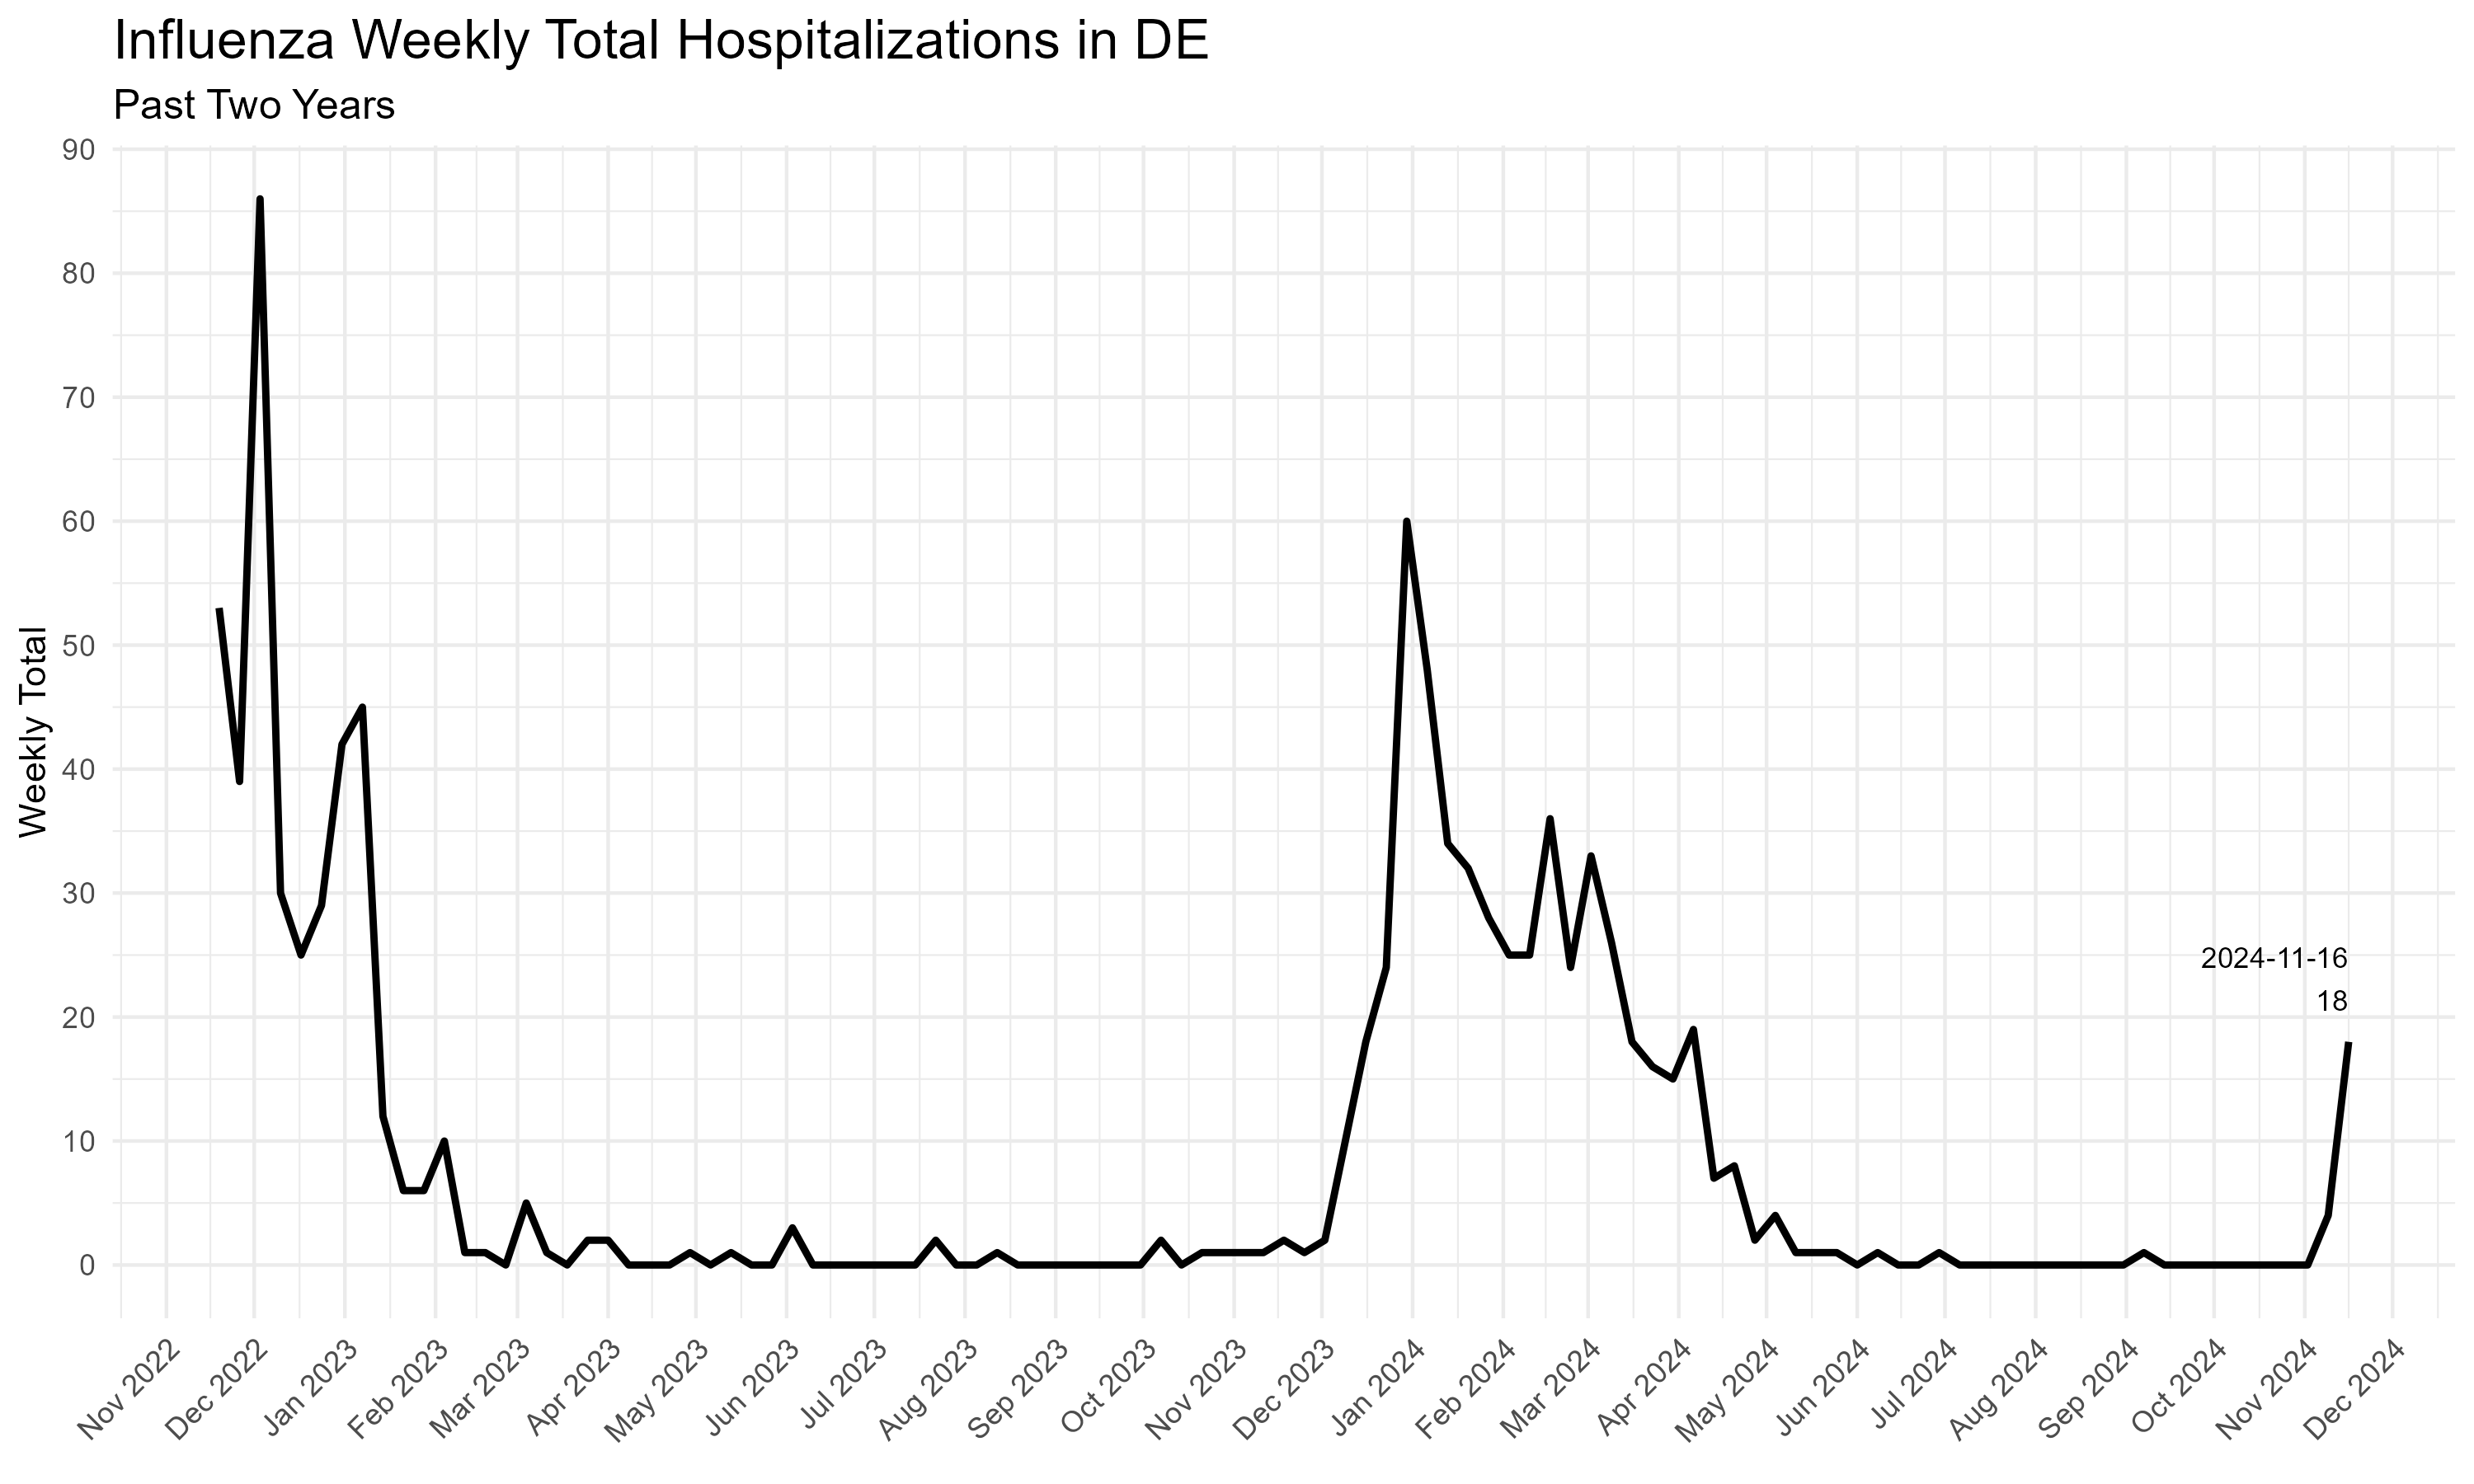 Influenza Weekly Total Hospitalizations in DE
Past Two Years
Weekly Total
90
80
70
60
50
40
30
20
10
0
2024-11-16
18
Nov 2022
Dec 2022
Jan 2023
Feb 2023
Mar 2023
Apr 2023
May 2023
Jun 2023
Jul 2023
Aug 2023
Sep 2023
Oct 2023
Nov 2023
Dec 2023
Jan 2024
Feb 2024
Mar 2024
Apr 2024
May 2024
Jun 2024
Jul 2024
Aug 2024
Sep 2024
Oct 2024
Nov 2024
Dec 2024